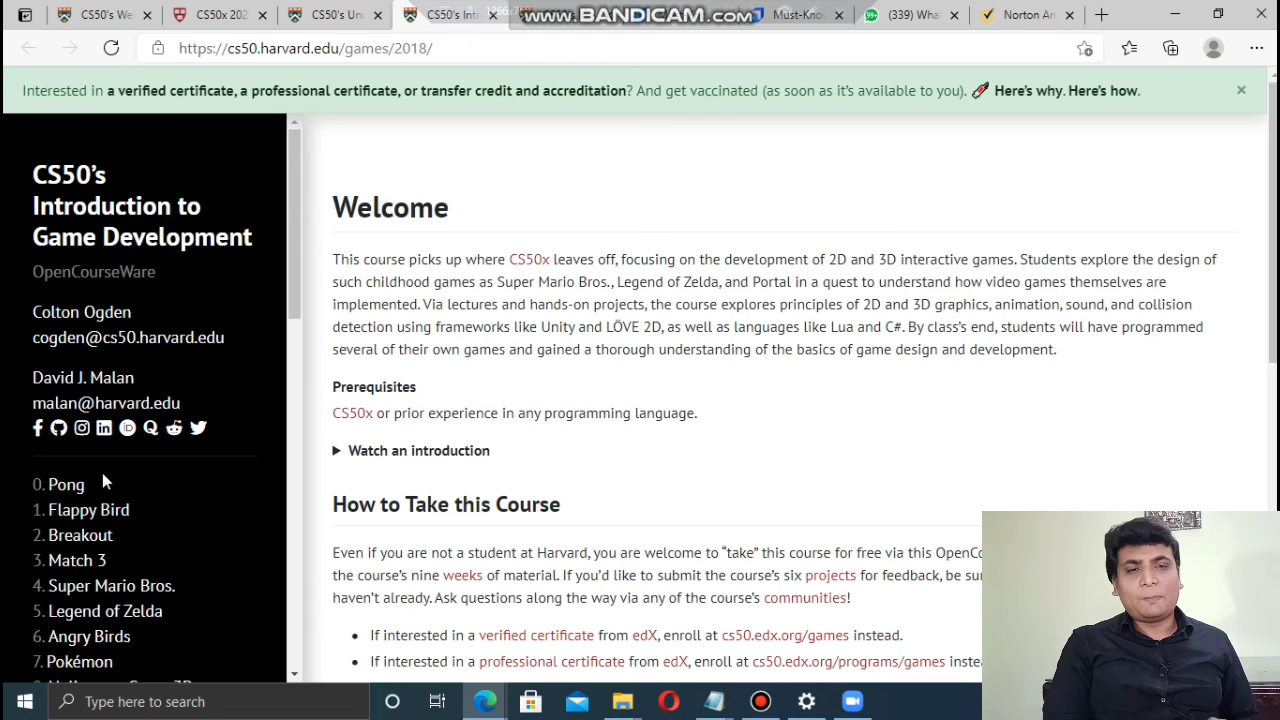 CS50's We
CS50x 202
CS50's Un
CS50's Int
1266x7
www.BANDICAM.com
Must-Kno
(339) Wha
Norton An
https://cs50.harvard.edu/games/2018/
Interested in a verified certificate, a professional certificate, or transfer credit and accreditation? And get vaccinated (as soon as it's available to you). Here's why. Here's how.
CS50's
Introduction to
Game Development
OpenCourseWare
Colton Ogden
cogden@cs50.harvard.edu
David J. Malan
malan@harvard.edu
0. Pong
1. Flappy Bird
2. Breakout
3. Match 3
4. Super Mario Bros.
5. Legend of Zelda
6. Angry Birds
7. Pokémon
Welcome
This course picks up where CS50x leaves off, focusing on the development of 2D and 3D interactive games. Students explore the design of
such childhood games as Super Mario Bros., Legend of Zelda, and Portal in a quest to understand how video games themselves are
implemented. Via lectures and hands-on projects, the course explores principles of 2D and 3D graphics, animation, sound, and collision
detection using frameworks like Unity and LÖVE 2D, as well as languages like Lua and C#. By class's end, students will have programmed
several of their own games and gained a thorough understanding of the basics of game design and development.
Prerequisites
CS50x or prior experience in any programming language.
Watch an introduction
How to Take this Course
Even if you are not a student at Harvard, you are welcome to "take" this course for free via this OpenCo
the course's nine weeks of material. If you'd like to submit the course's six projects for feedback, be su
haven't already. Ask questions along the way via any of the course's communities!
• If interested in a verified certificate from edX, enroll at cs50.edx.org/games instead.
• If interested in a professional certificate from edX, enroll at cs50.edx.org/programs/games inste
Type here to search